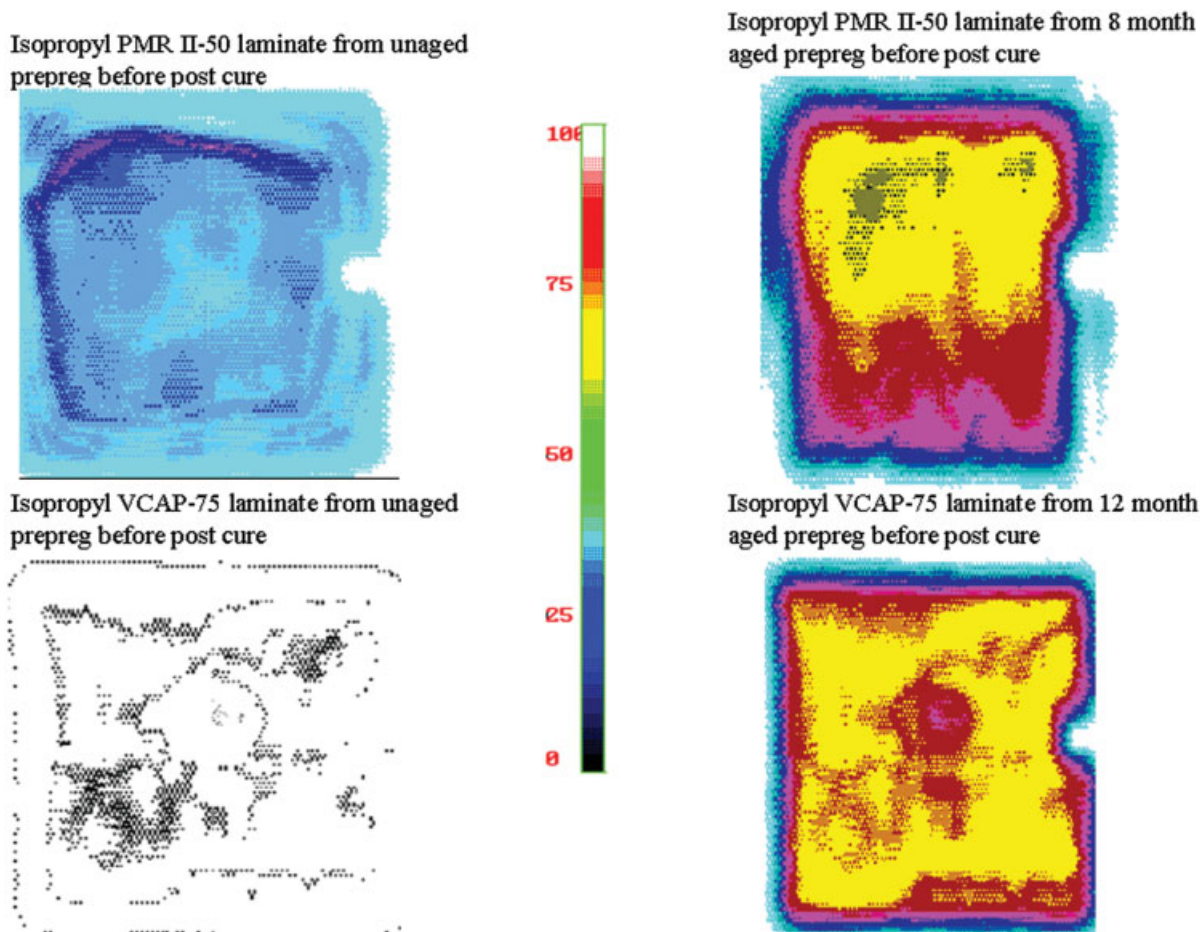 Isopropyl PMR II-50 laminate from unaged
prepreg before post cure
Isopropyl PMR II-50 laminate from 8 month
aged prepreg before post cure
100
75
50
25
0
Isopropyl VCAP-75 laminate from unaged
prepreg before post cure
Isopropyl VCAP-75 laminate from 12 month
aged prepreg before post cure